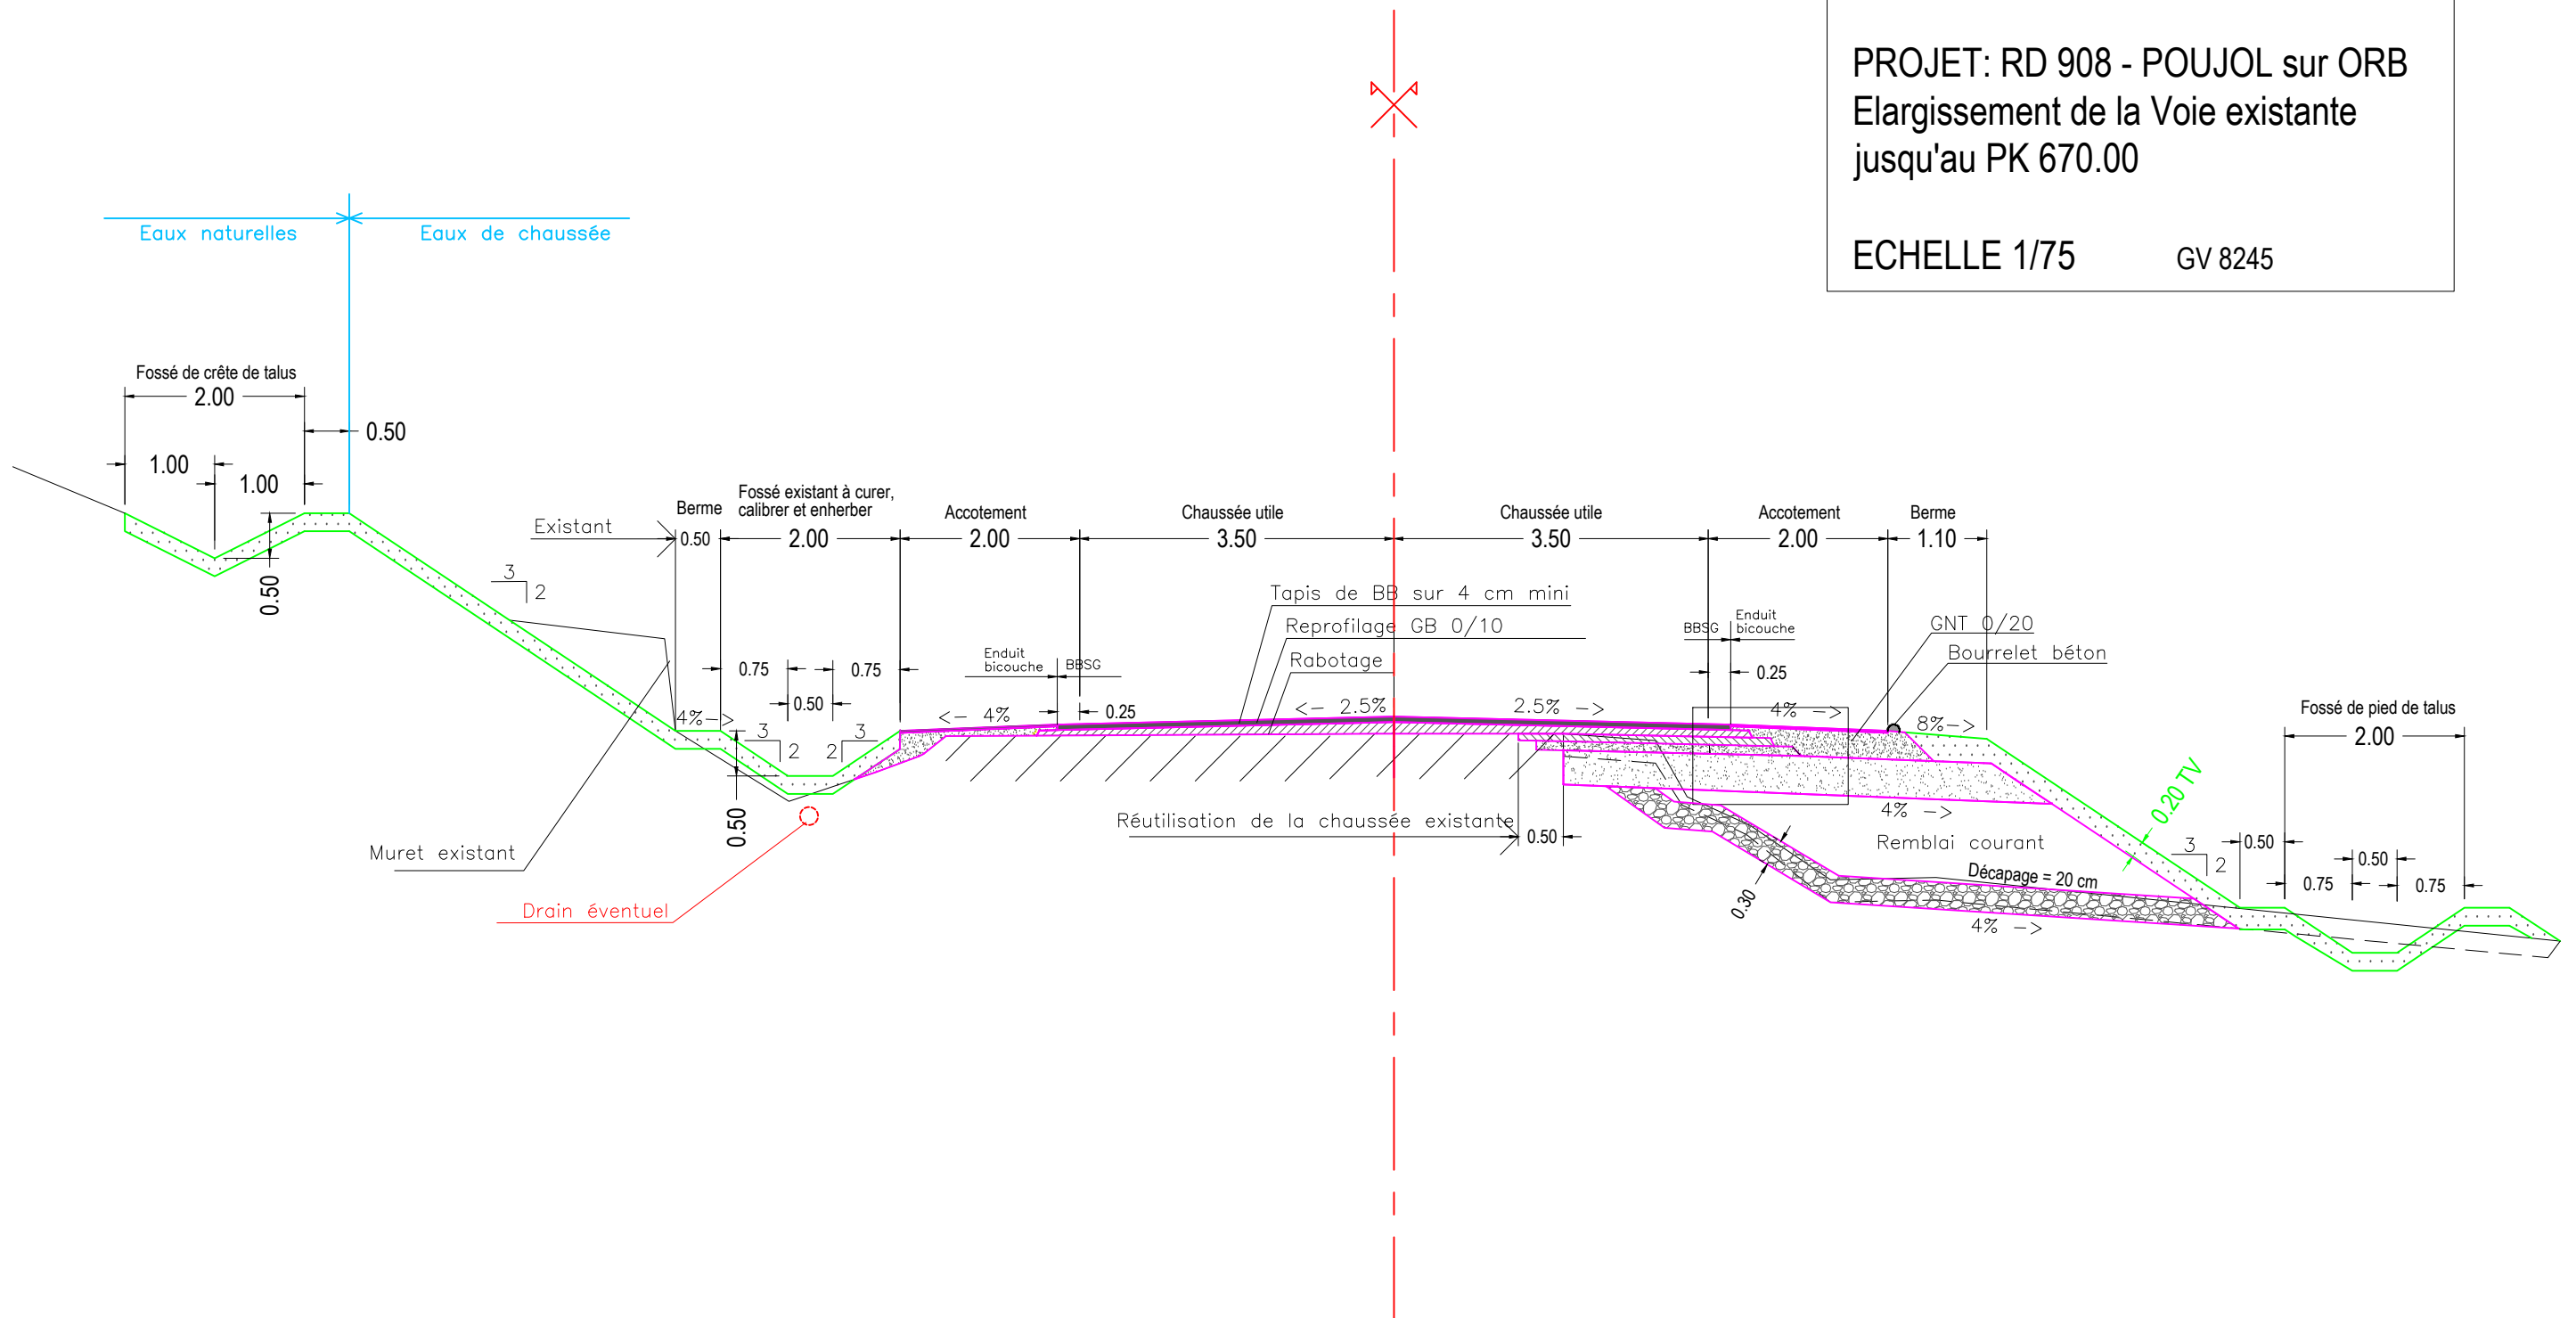 PROJET: RD 908 - POUJOL sur ORB
Elargissement de la Voie existante
jusqu'au PK 670.00
ECHELLE 1/75 GV 8245
Eaux naturelles
Eaux de chaussée
Fossé de crête de talus
2.00
0.50
1.00
1.00
0.50
Existant
3
2
Berme
0.50
Fossé existant à curer,
calibrer et enherber
2.00
Accotement
2.00
Chaussée utile
3.50
Chaussée utile
3.50
Accotement
2.00
Berme
1.10
Tapis de BB sur 4 cm mini
Reprofilage GB 0/10
Rabotage
Enduit
bicouche
BBSG
0.25
BBSG
Enduit
bicouche
0.25
GNT 0/20
Bourrelet béton
0.75
0.75
0.50
4%->
3
2
3
2
0.50
<- 4%
<- 2.5%
2.5% ->
4% ->
8%->
Fossé de pied de talus
2.00
Muret existant
Drain éventuel
Réutilisation de la chaussée existante
0.50
4% ->
Remblai courant
Décapage = 20 cm
0.30
4% ->
0.20 TV
3
2
0.50
0.50
0.75
0.75